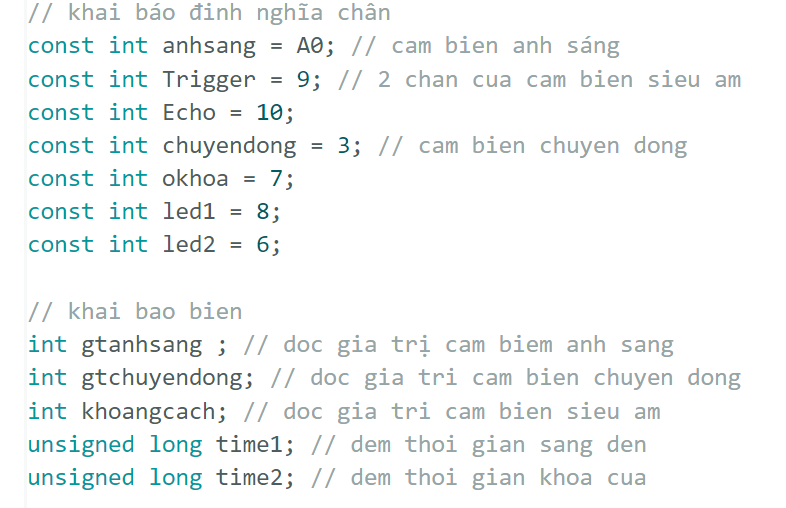 // khai báo đinh nghĩa chân
const int anhsang = A0; // cam bien anh sáng
const int Trigger = 9; // 2 chan cua cam bien sieu am
const int Echo = 10;
const int chuyendong = 3; // cam bien chuyen dong
const int okhoa = 7;
const int led1 = 8;
const int led2 = 6;
// khai bao bien
int gtanhsang ; // doc gia trị cam biem anh sang
int gtchuyendong; // doc gia tri cam bien chuyen dong
int khoangcach; // doc gia tri cam bien sieu am
unsigned long time1; // dem thoi gian sang den
unsigned long time2; // dem thoi gian khoa cua